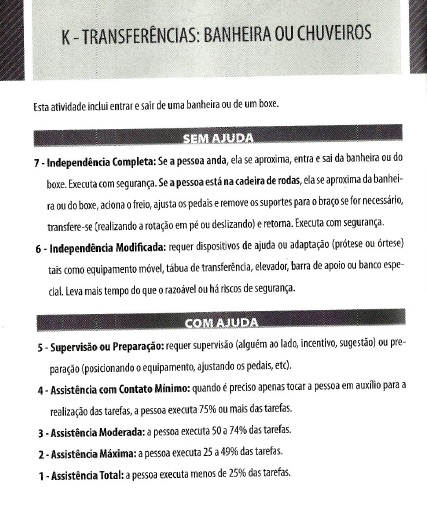 K - TRANSFERÊNCIAS: BANHEIRA OU CHUVEIROS
Esta atividade inclui entrar e sair de uma banheira ou de um boxe.
SEM AJUDA
7 - Independência Completa: Se a pessoa anda, ela se aproxima, entra e sai da banheira ou do
boxe. Executa com segurança. Se a pessoa está na cadeira de rodas, ela se aproxima da banhei-
ra ou do boxe, aciona o freio, ajusta os pedais e remove os suportes para o braço se for necessário,
transfere-se (realizando a rotação em pé ou deslizando) e retorna. Executa com segurança.
6 - Independência Modificada: requer dispositivos de ajuda ou adaptação (prótese ou órtese)
tais como equipamento móvel, tábua de transferência, elevador, barra de apoio ou banco espe-
cial. Leva mais tempo do que o razoável ou há riscos de segurança.
COM AJUDA
5 - Supervisão ou Preparação: requer supervisão (alguém ao lado, incentivo, sugestão) ou pre-
paração (posicionando o equipamento, ajustando os pedais, etc).
4 - Assistência com Contato Mínimo: quando é preciso apenas tocar a pessoa em auxílio para a
realização das tarefas, a pessoa executa 75% ou mais das tarefas.
3 - Assistência Moderada: a pessoa executa 50 a 74% das tarefas.
2 - Assistência Máxima: a pessoa executa 25 a 49% das tarefas.
1 - Assistência Total: a pessoa executa menos de 25% das tarefas.